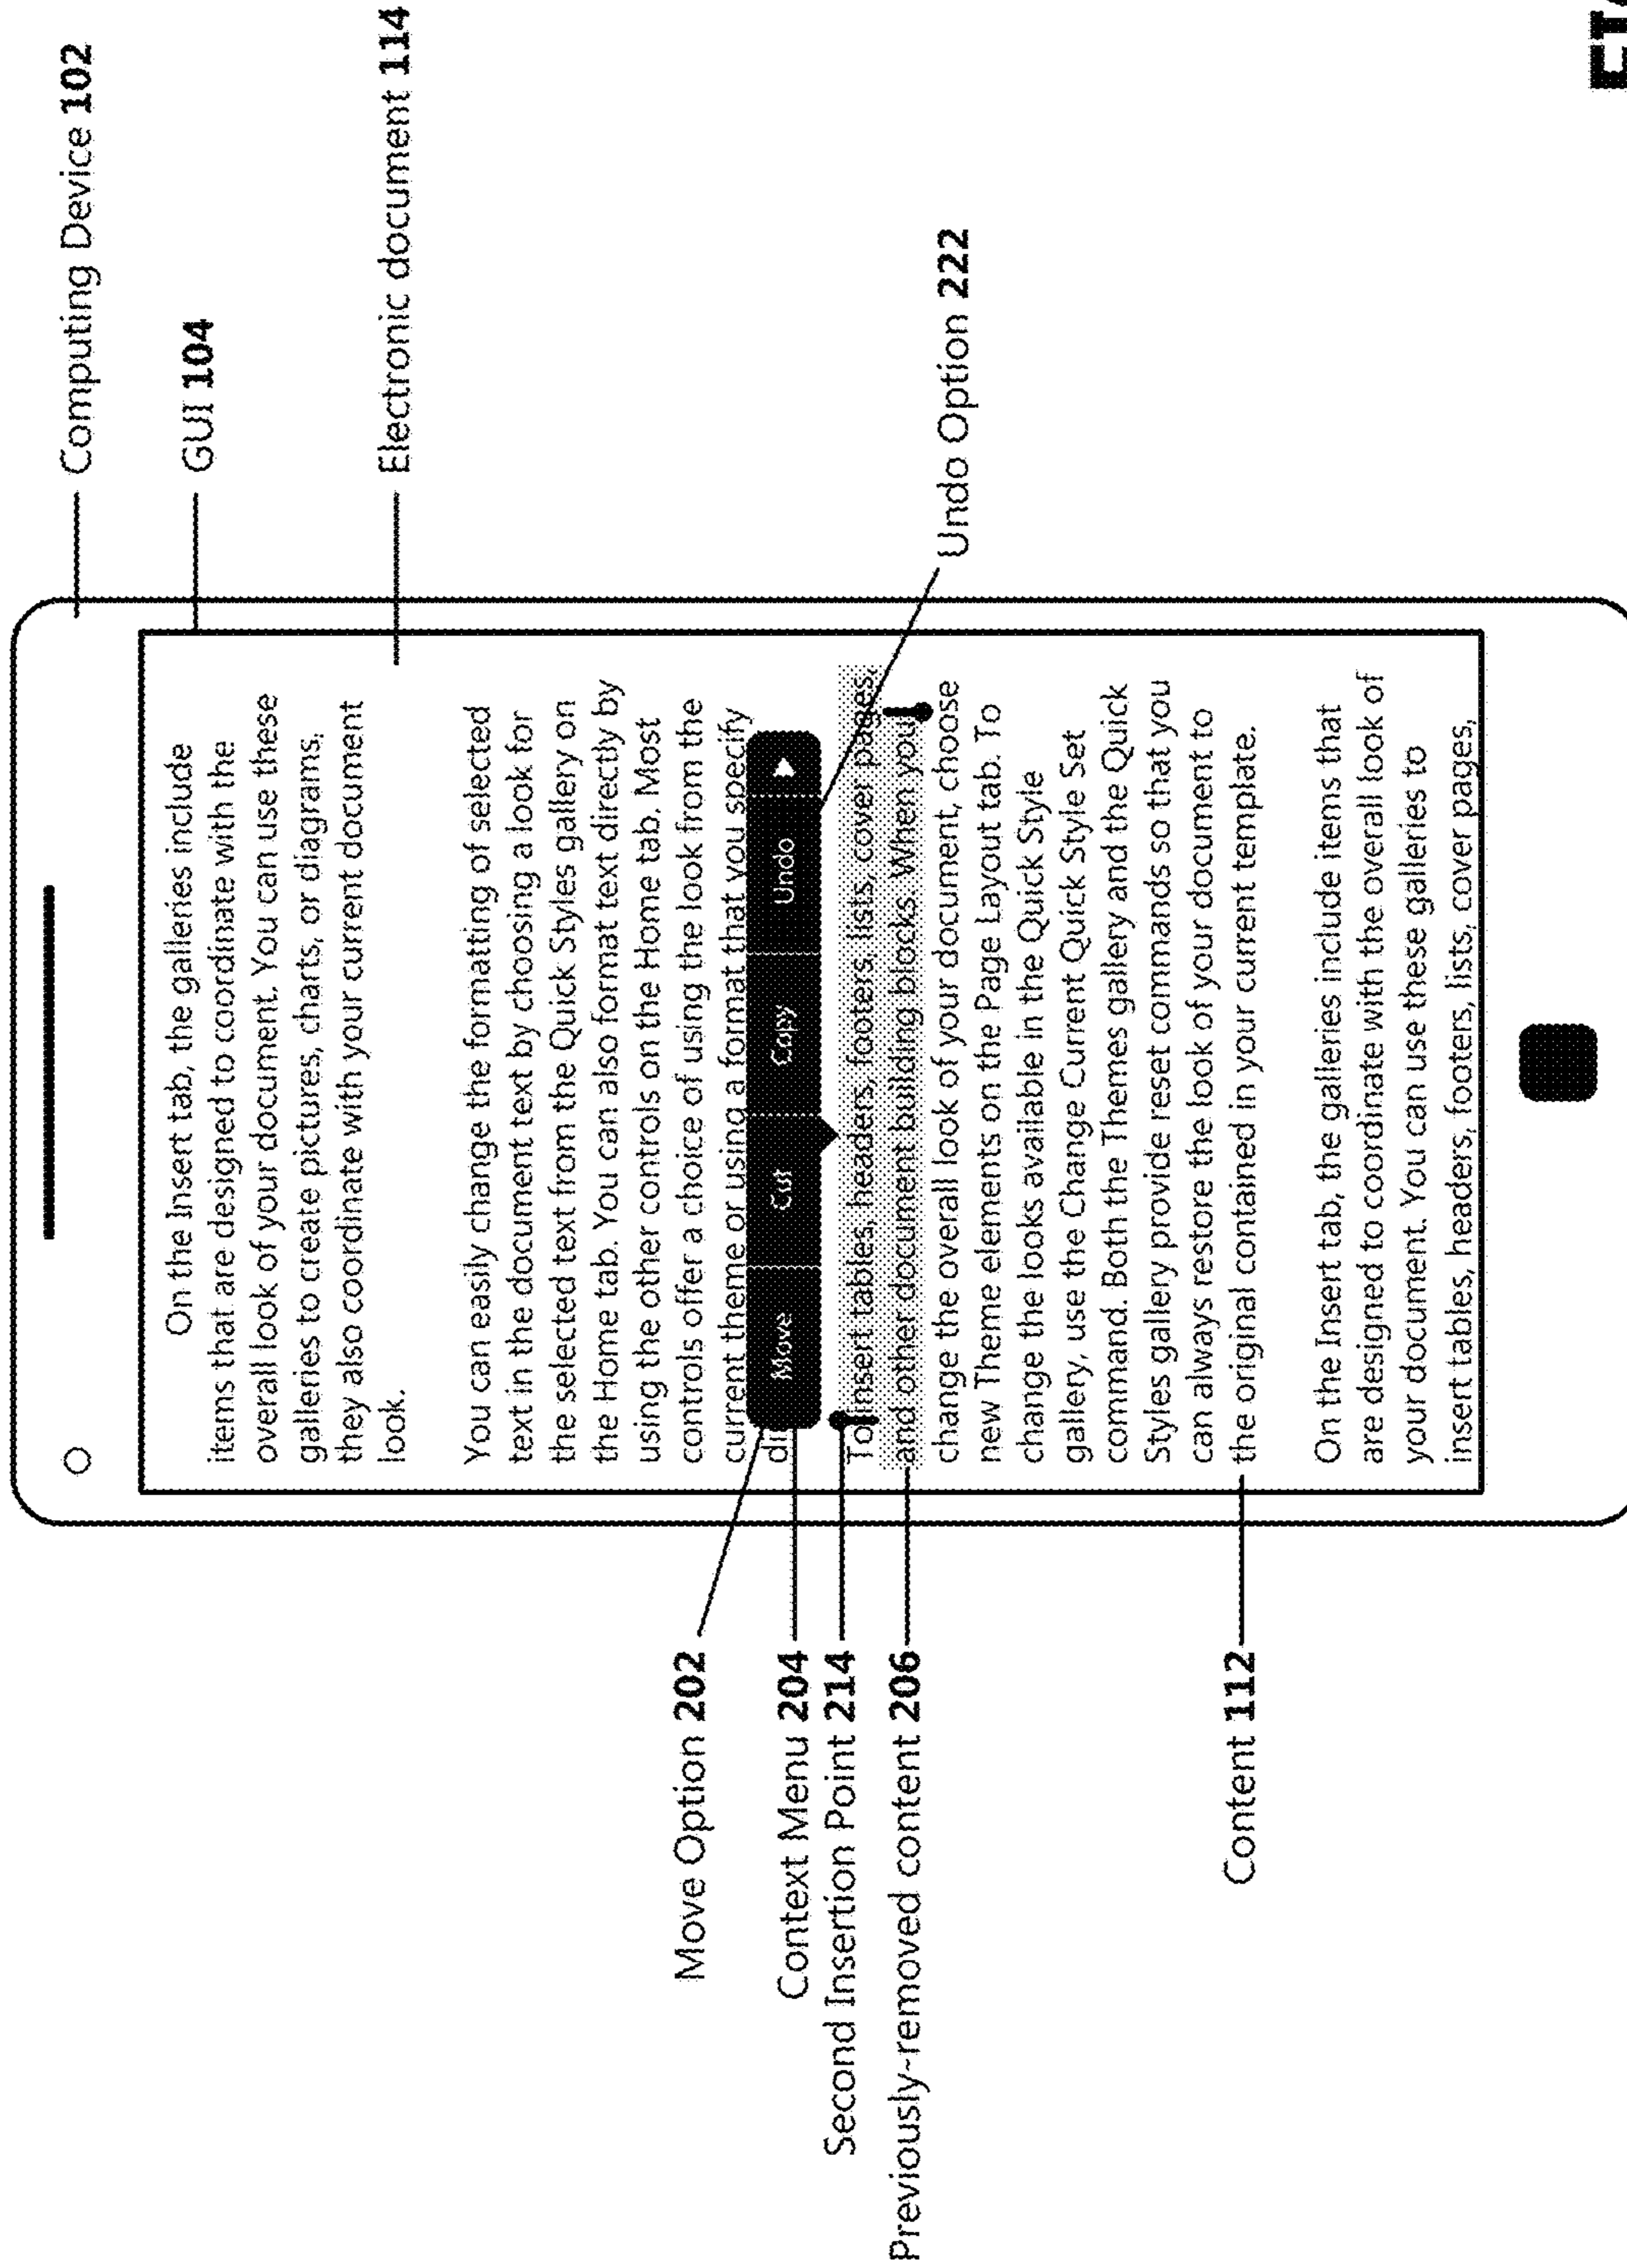 Computing Device 102
GUI 104
Electronic document 114
On the Insert tab, the galleries include
items that are designed to coordinate with the
overall look of your document. You can use these
galleries to create pictures, charts, or diagrams,
they also coordinate with your current document
look.
You can easily change the formatting of selected
text in the document text by choosing a look for
the selected text from the Quick Styles gallery on
the Home tab. You can also format text directly by
using the other controls on the Home tab. Most
controls offer a choice of using the look from the
current theme or using a format that you specify
di
Move Cut Copy Undo
To insert tables, headers, footers, lists, cover pages,
and other document building blocks. When your
change the overall look of your document, choose
new Theme elements on the Page Layout tab. To
change the looks available in the Quick Style
gallery, use the Change Current Quick Style Set
command. Both the Themes gallery and the Quick
Styles gallery provide reset commands so that you
can always restore the look of your document to
the original contained in your current template.
On the Insert tab, the galleries include items that
are designed to coordinate with the overall look of
your document. You can use these galleries to
insert tables, headers, footers, lists, cover pages,
Move Option 202
Context Menu 204
Second Insertion Point 214
Previously-removed content 206
Undo Option 222
Content 112